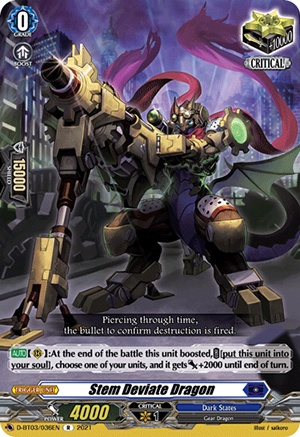 0
GRADE
BOOST
+10000
CRITICAL
SHIELD
15000
Piercing through time,
the bullet to confirm destruction is fired.
AUTO : At the end of the battle this unit boosted, [put this unit into
your soul], choose one of your units, and it gets +2000 until end of turn.
TRIGGER UNIT
Stem Deviate Dragon
POWER
4000
CRITICAL
1
Dark States
Gear Dragon
D-BT03/036EN R 2021
Illust / saikoro